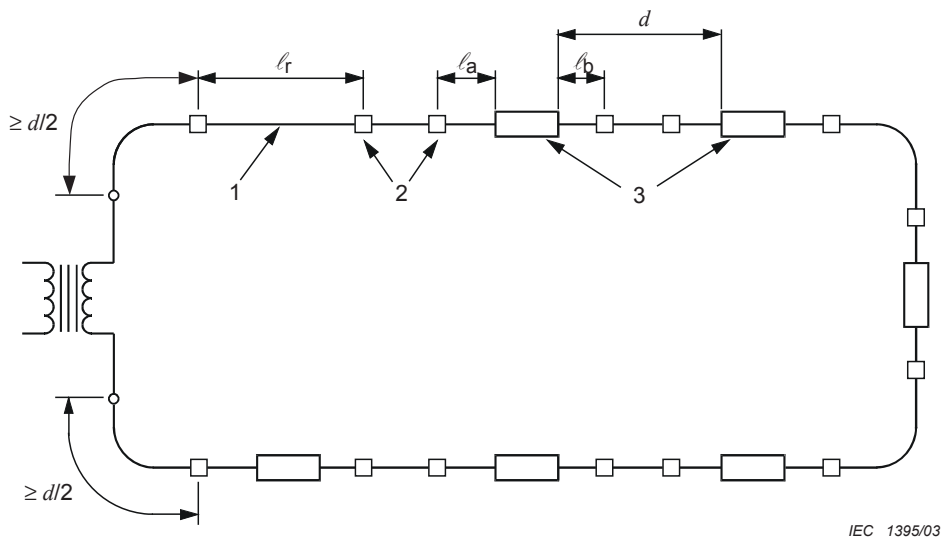 d
ℓr
ℓa
ℓb
≥ d/2
1
2
3
≥ d/2
IEC 1395/03